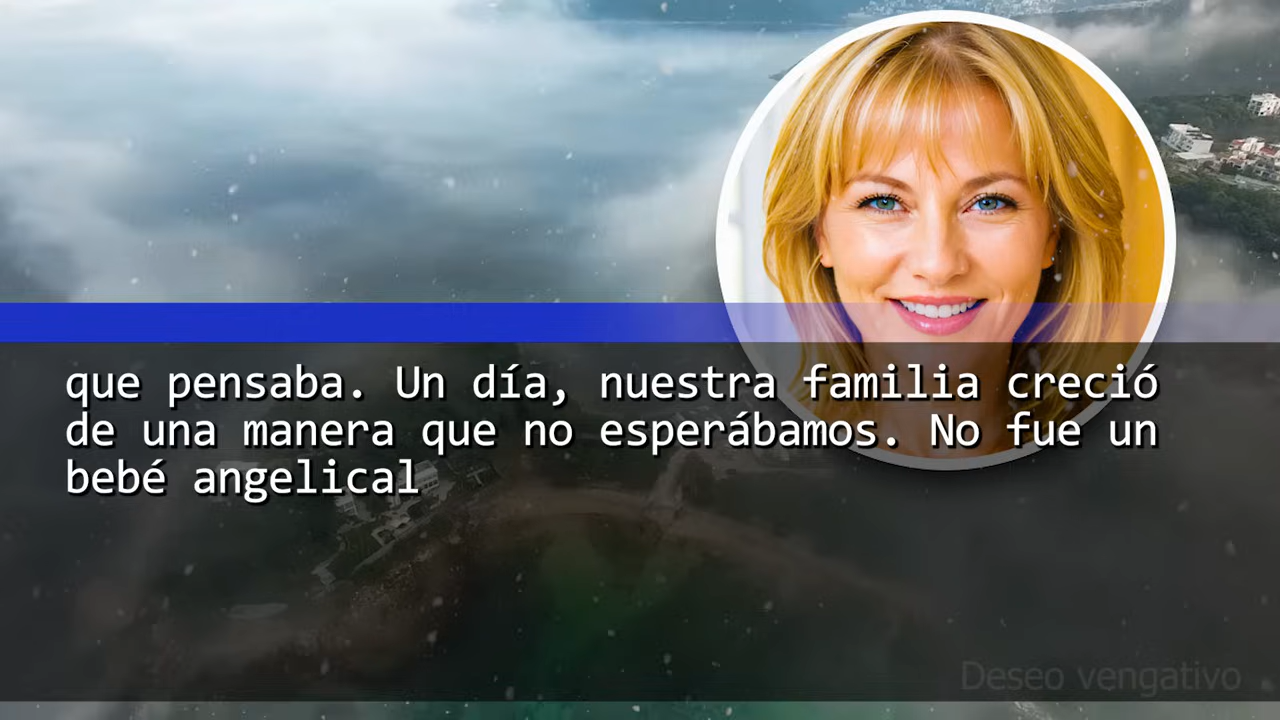 que pensaba. Un día, nuestra familia creció
de una manera que no esperábamos. No fue un
bebé angelical
Deseo vengativo